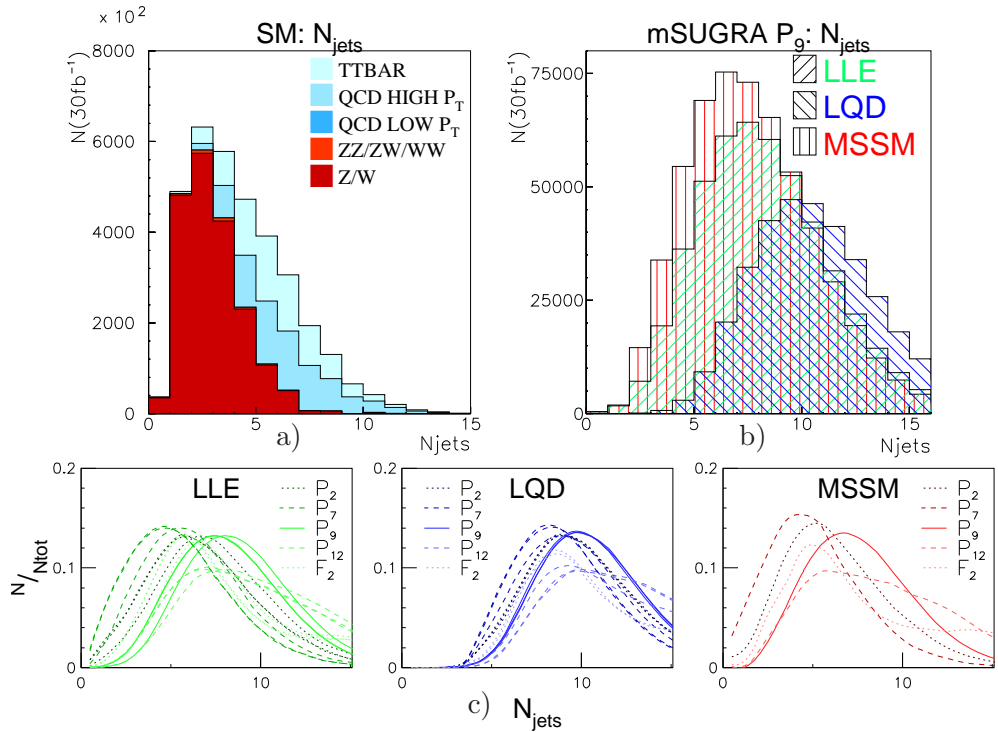 × 10²
SM: N_jets
N(30fb⁻¹)
8000
6000
4000
2000
0
TTBAR
QCD HIGH P_T
QCD LOW P_T
ZZ/ZW/WW
Z/W
0 5 10 15
Njets
a)
mSUGRA P_9: N_jets
N(30fb⁻¹)
75000
50000
25000
0
LLE
LQD
MSSM
0 5 10 15
Njets
b)
N/Ntot
0.2
0.1
0
LLE
P_2
P_7
P_9
P_12
F_2
0 10
0.2
0.1
0
LQD
P_2
P_7
P_9
P_12
F_2
0 10
0.2
0.1
0
MSSM
P_2
P_7
P_9
P_12
F_2
0 10
c)
N_jets